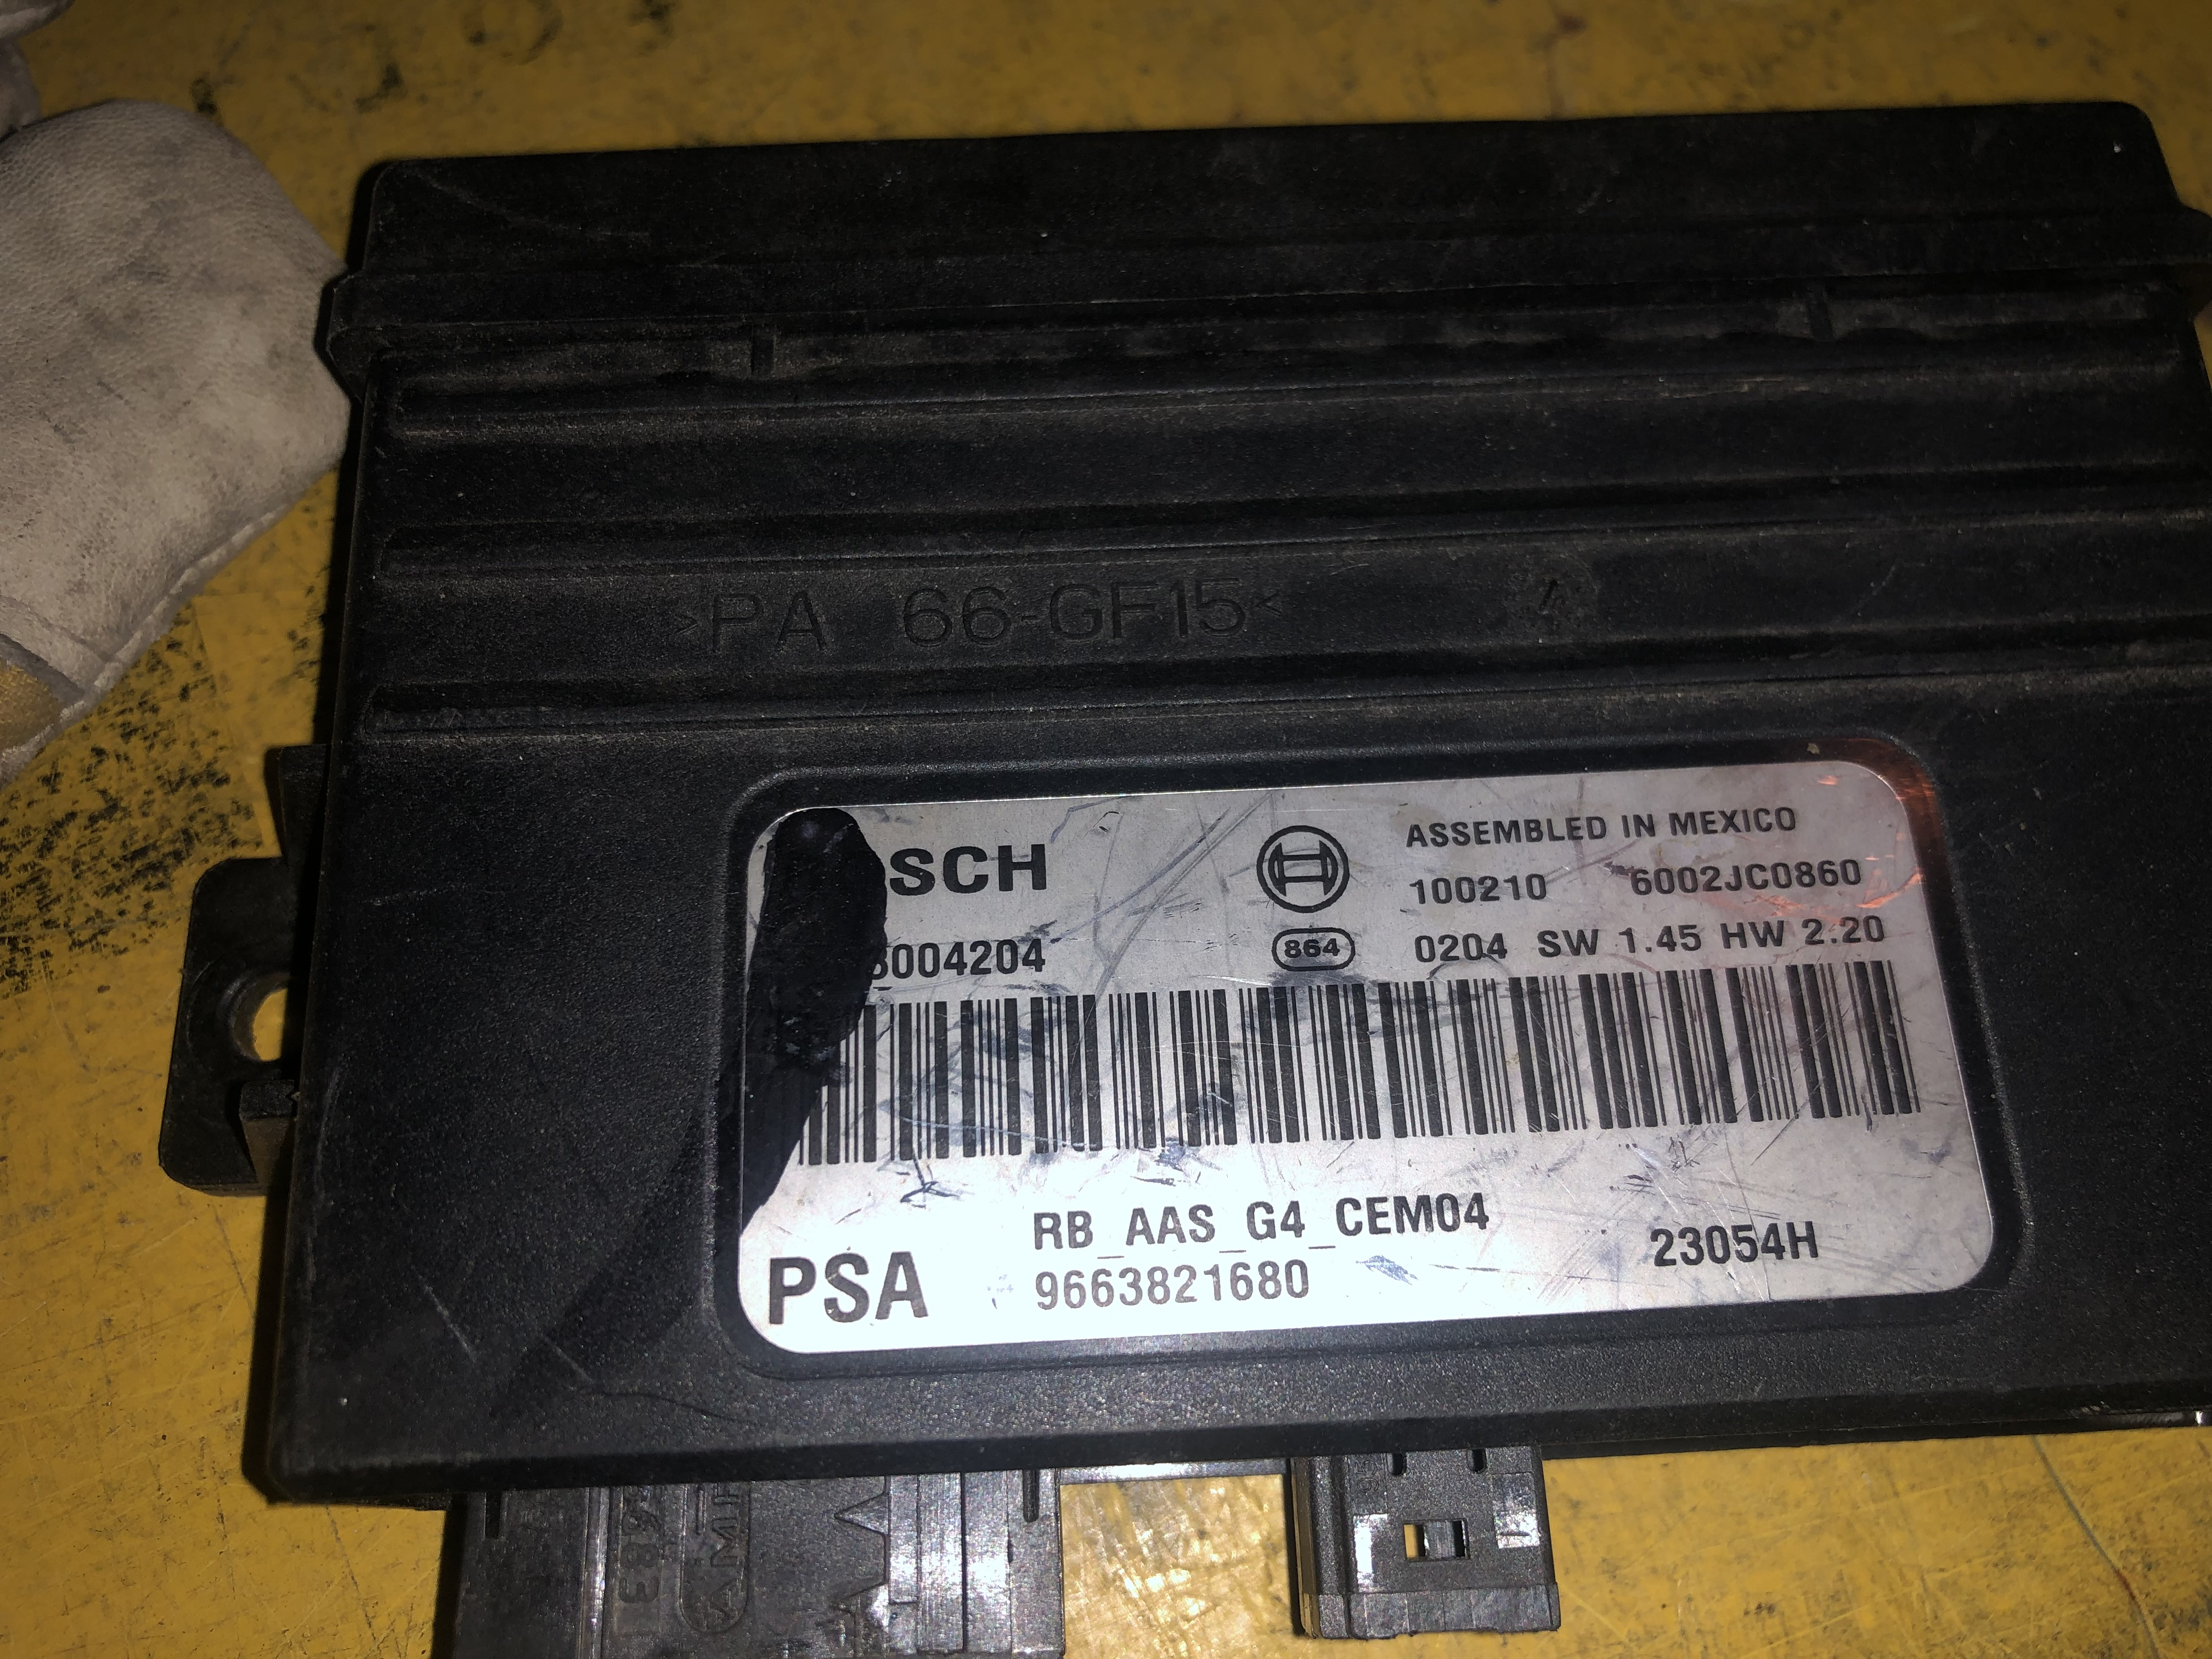 >PA 66-GF15<
SCH
ASSEMBLED IN MEXICO
100210 6002JC0860
004204
864
0204 SW 1.45 HW 2.20
RB_AAS_G4_CEM04
23054H
PSA
9663821680